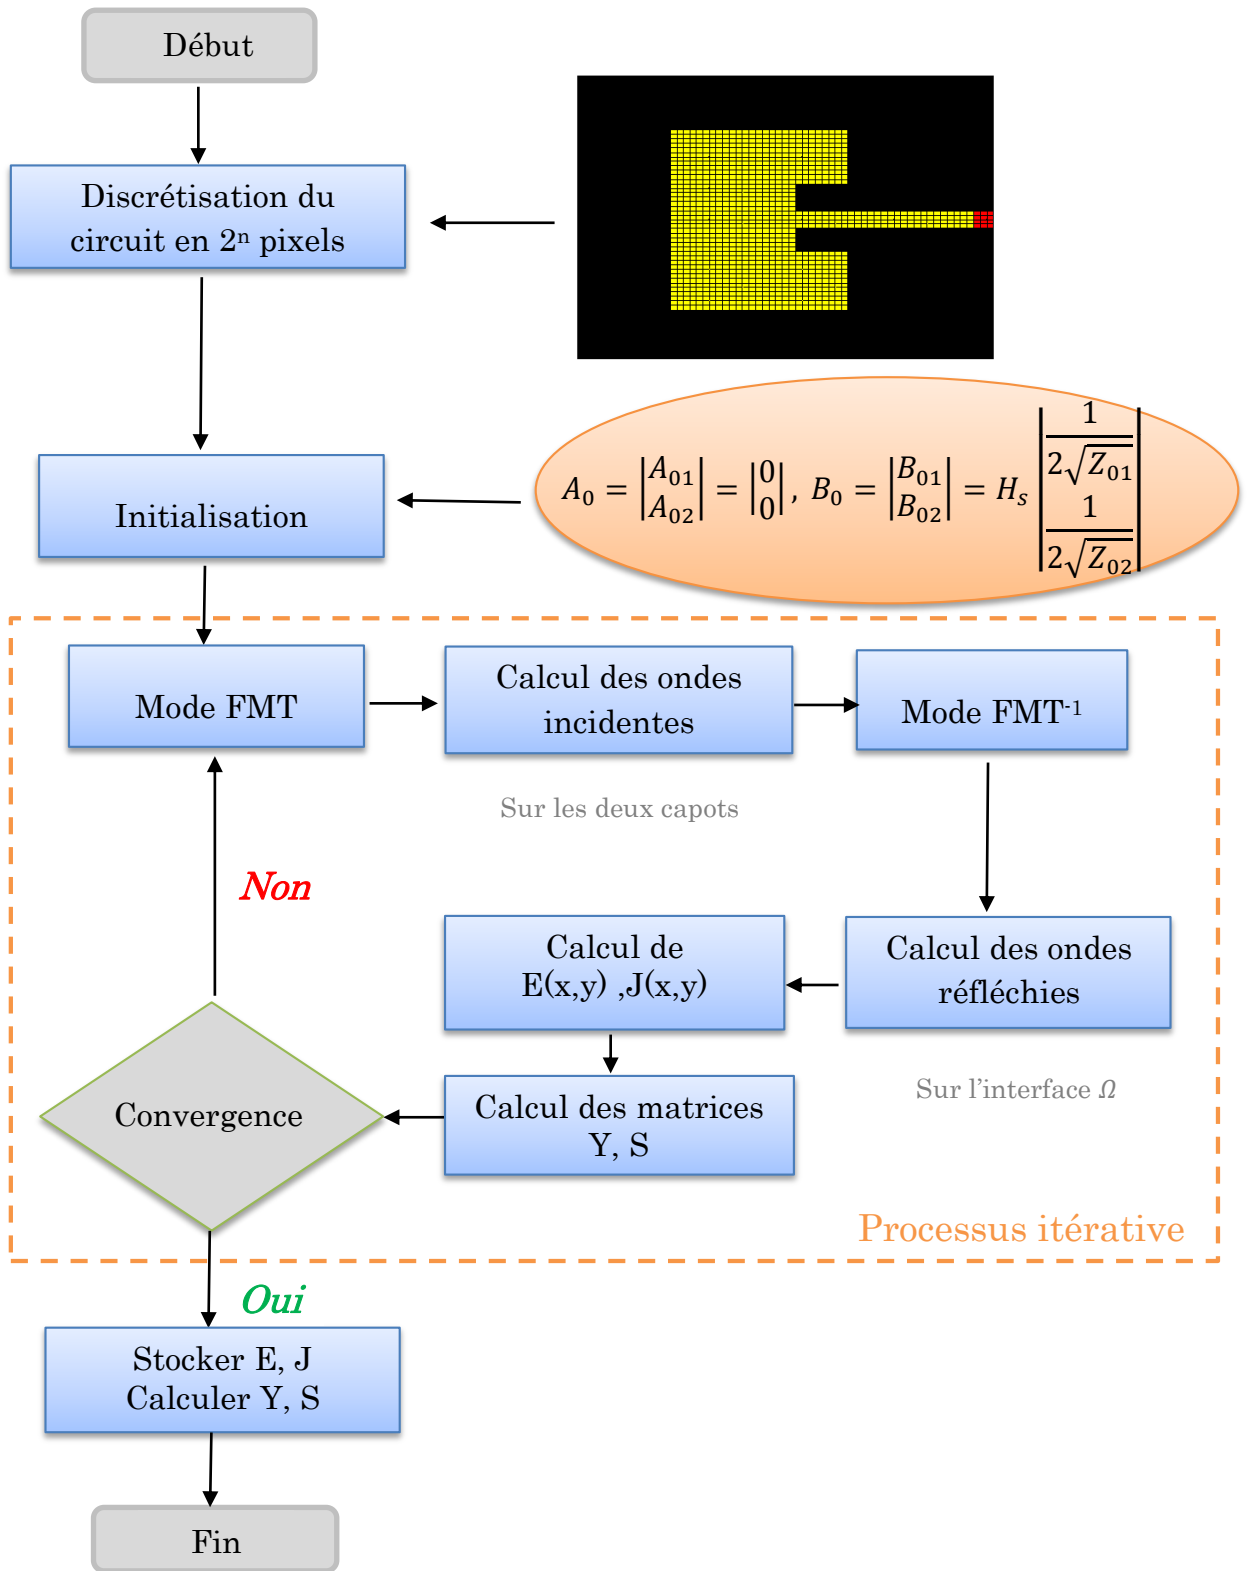 Début
Discrétisation du
circuit en 2ⁿ pixels
A₀ = |A₀₁ A₀₂| = |0 0|, B₀ = |B₀₁ B₀₂| = Hₛ |1/(2√Z₀₁) 1/(2√Z₀₂)|
Initialisation
Mode FMT
Calcul des ondes
incidentes
Mode FMT⁻¹
Sur les deux capots
Non
Calcul de
E(x,y) ,J(x,y)
Calcul des ondes
réfléchies
Sur l’interface Ω
Calcul des matrices
Y, S
Convergence
Processus itérative
Oui
Stocker E, J
Calculer Y, S
Fin